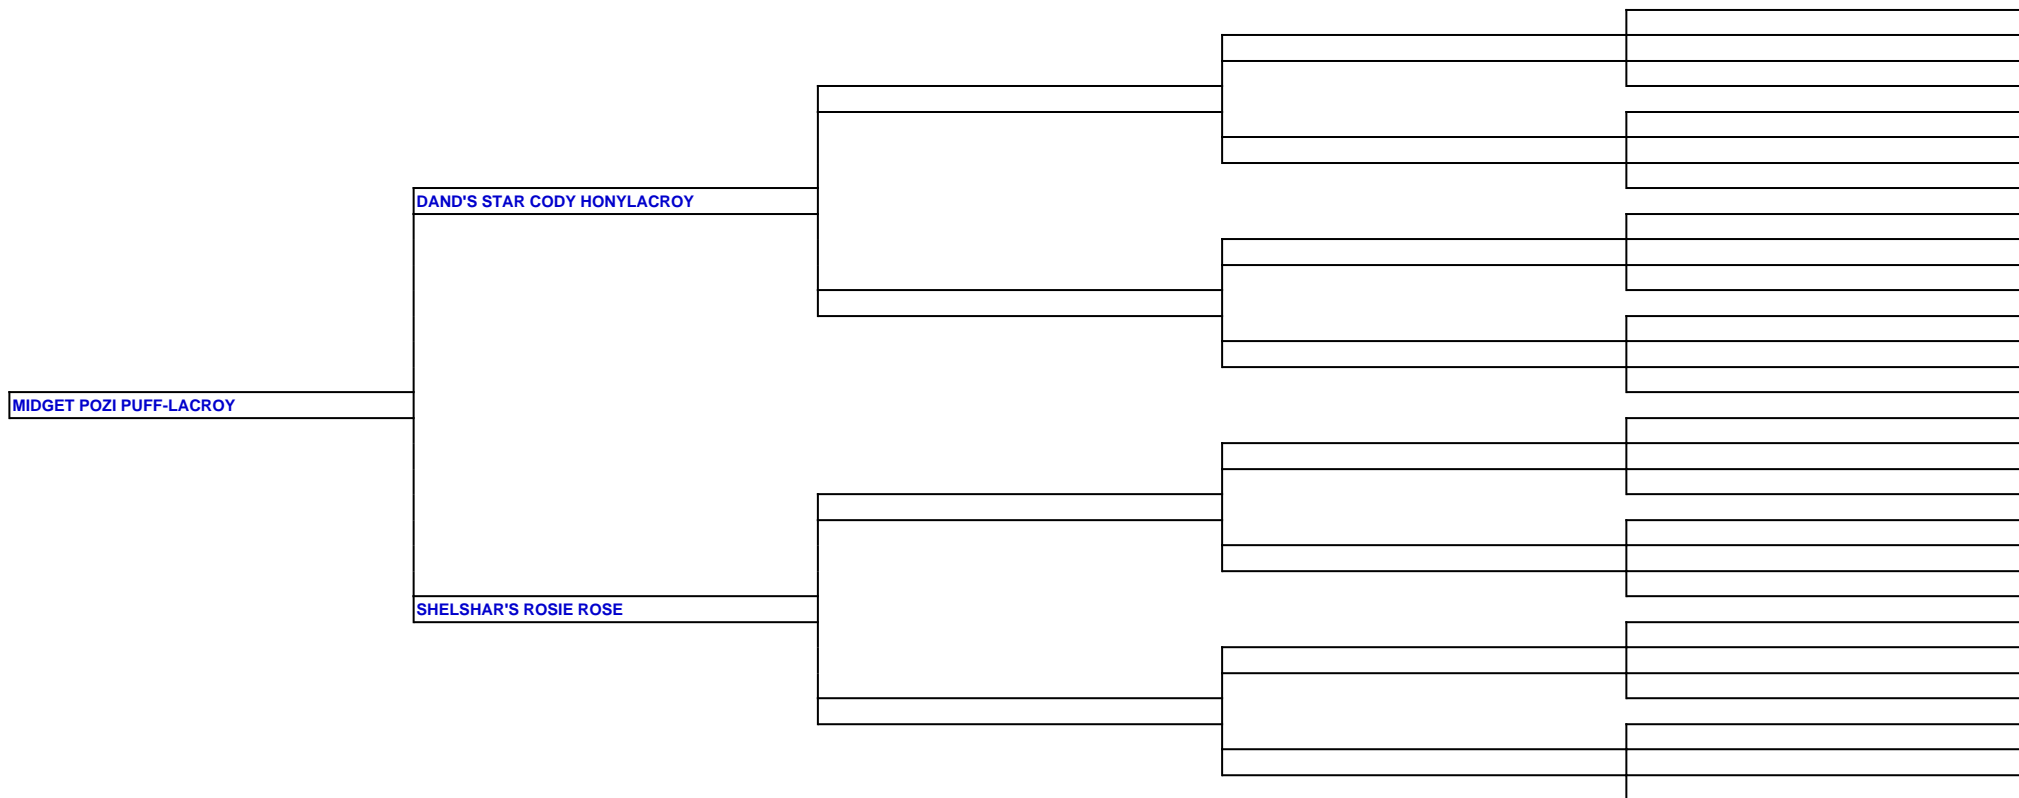 DAND'S STAR CODY HONYLACROY
MIDGET POZI PUFF-LACROY
SHELSHAR'S ROSIE ROSE